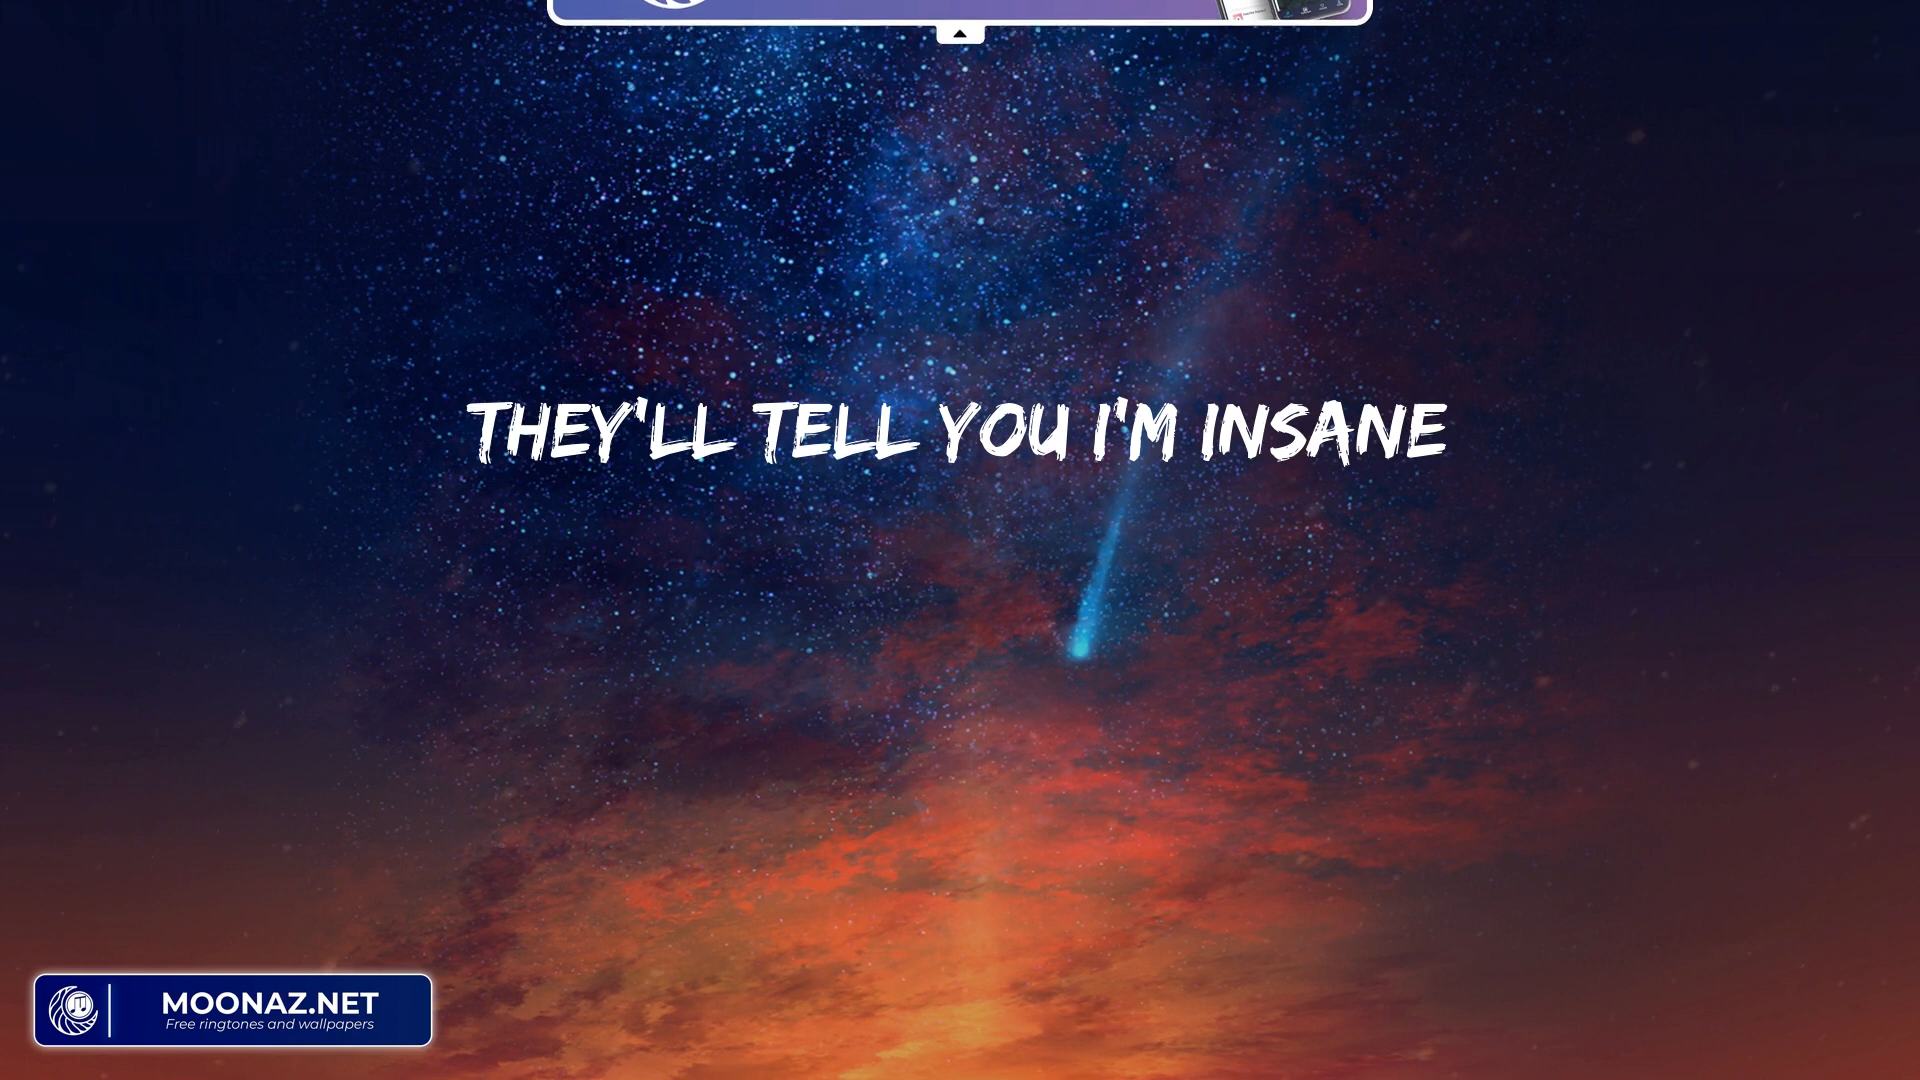 THEY'LL TELL YOU I'M INSANE
MOONAZ.NET
Free ringtones and wallpapers